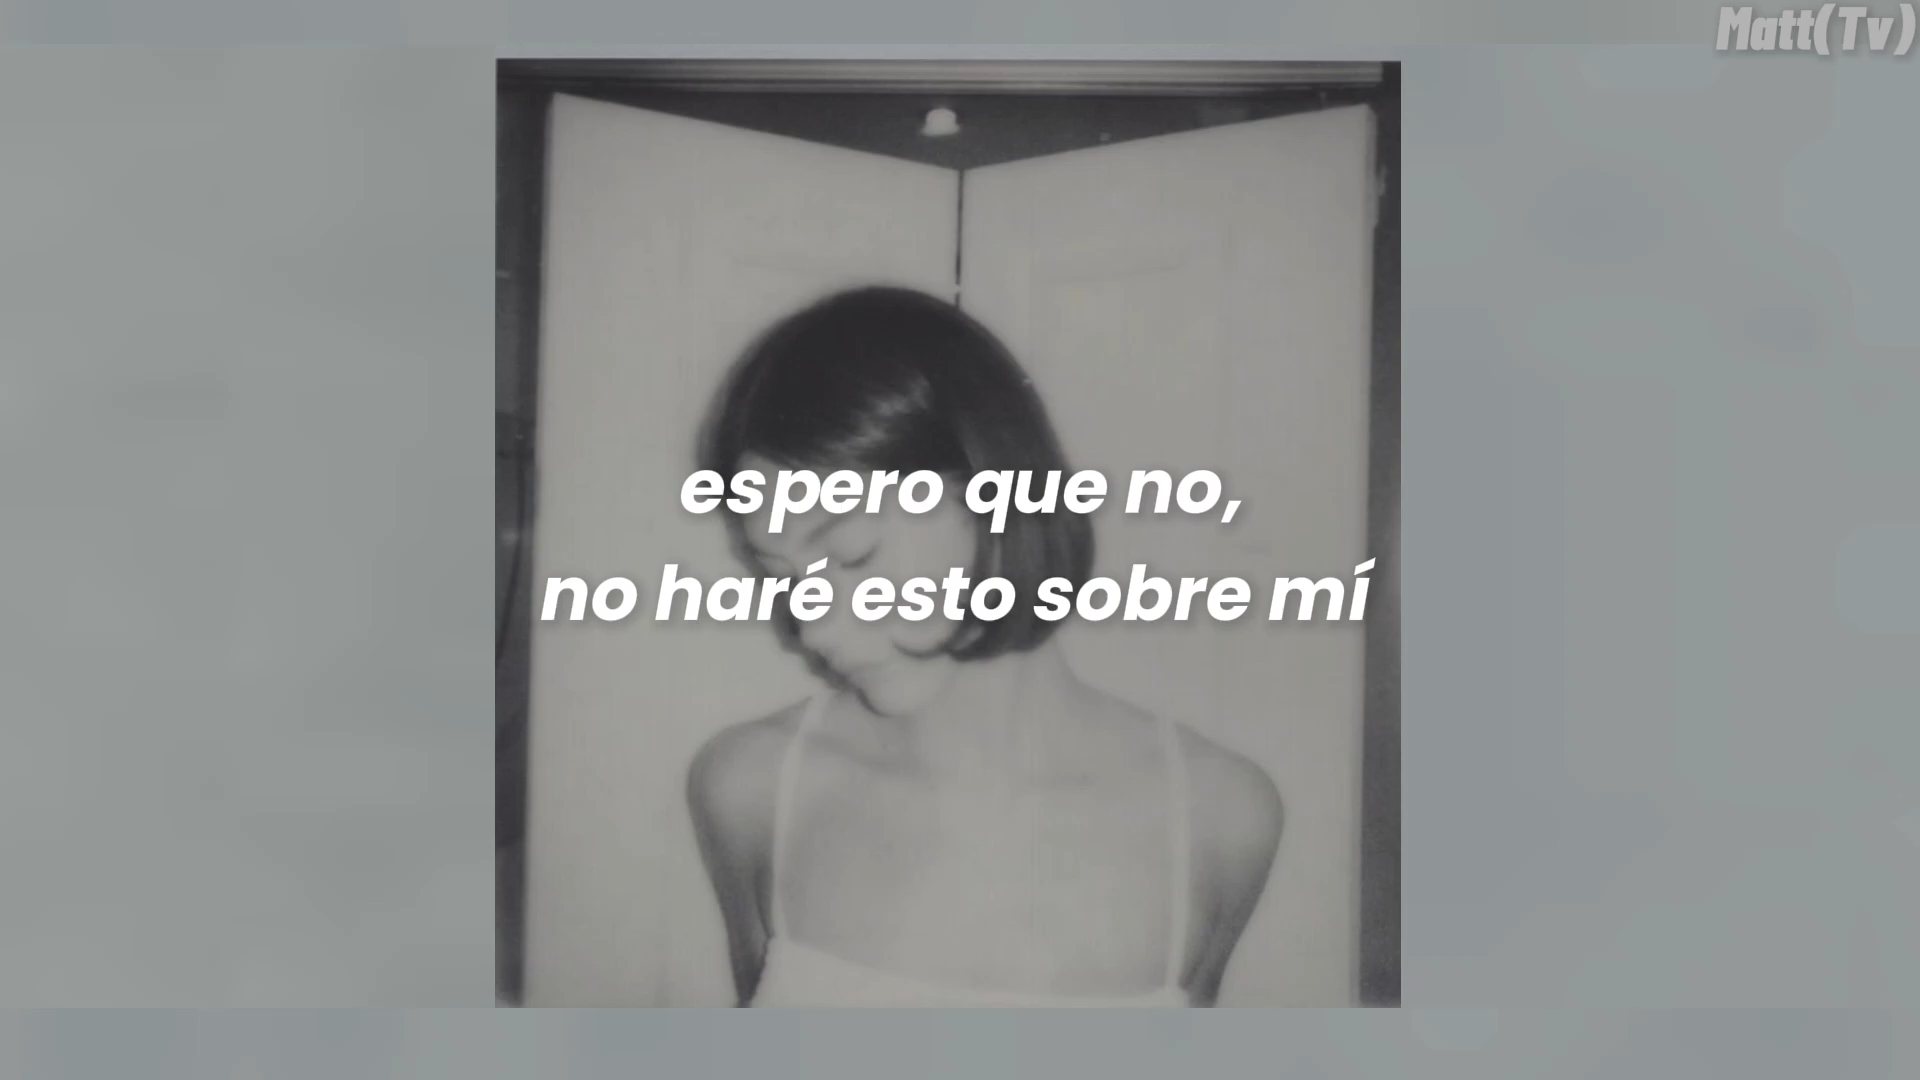 Matt(Tv)
espero que no,
no haré esto sobre mí